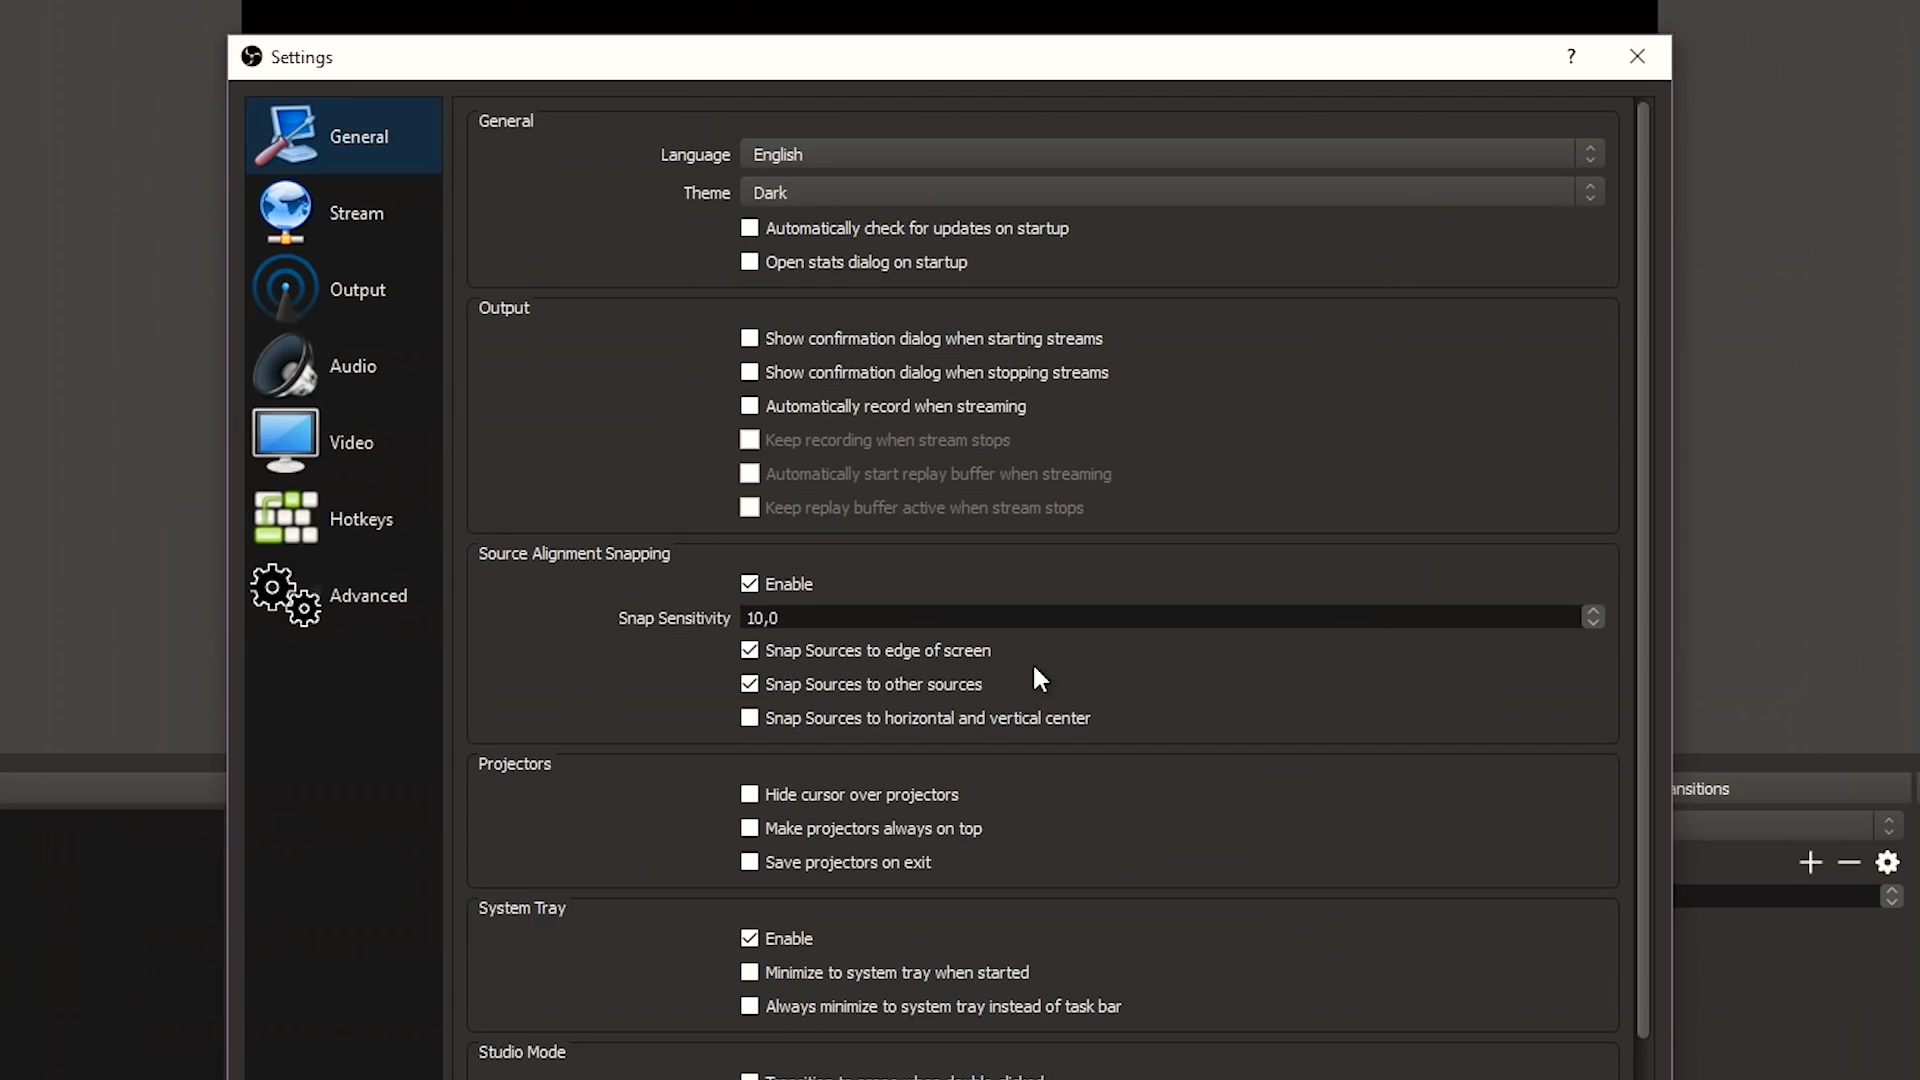 Settings
?
General
Stream
Output
Audio
Video
Hotkeys
Advanced
General
Language English
Theme Dark
Automatically check for updates on startup
Open stats dialog on startup
Output
Show confirmation dialog when starting streams
Show confirmation dialog when stopping streams
Automatically record when streaming
Keep recording when stream stops
Automatically start replay buffer when streaming
Keep replay buffer active when stream stops
Source Alignment Snapping
Enable
Snap Sensitivity 10,0
Snap Sources to edge of screen
Snap Sources to other sources
Snap Sources to horizontal and vertical center
Projectors
Hide cursor over projectors
Make projectors always on top
Save projectors on exit
System Tray
Enable
Minimize to system tray when started
Always minimize to system tray instead of task bar
Studio Mode
ansitions